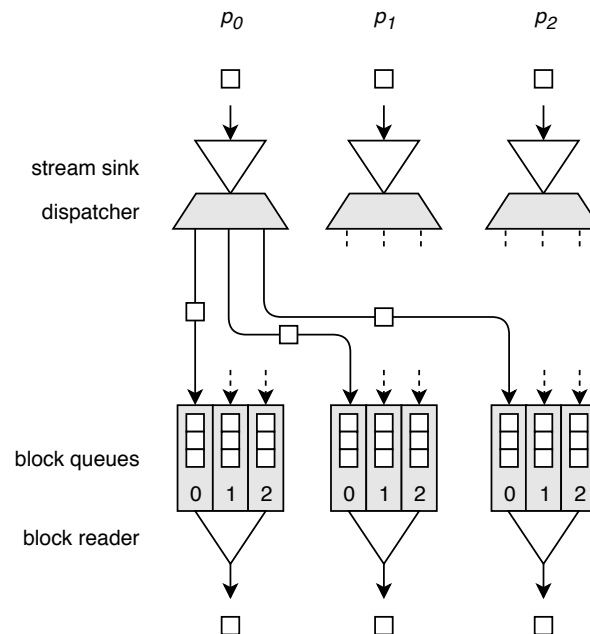 p0 p1 p2
stream sink
dispatcher
block queues
0 1 2 0 1 2 0 1 2
block reader